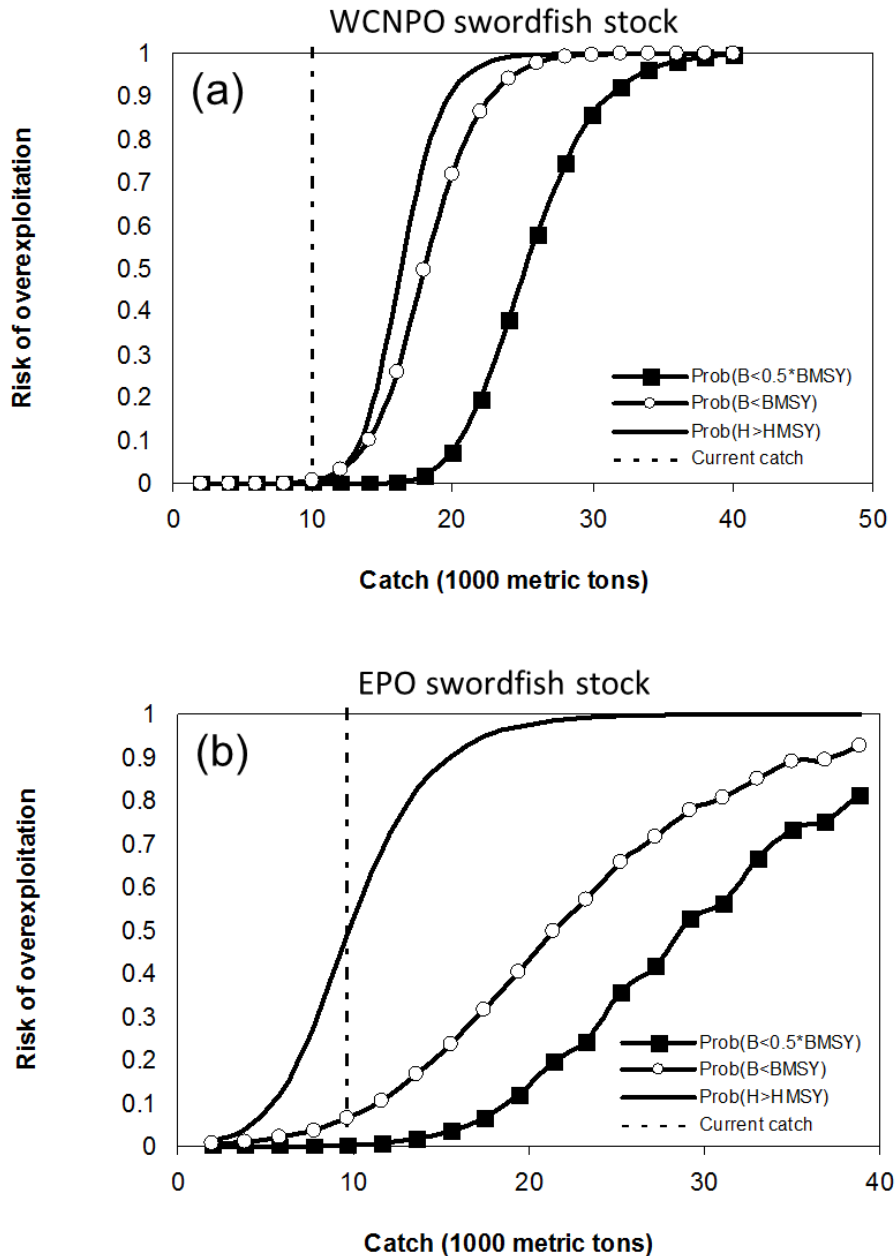 WCNPO swordfish stock
(a)
Risk of overexploitation
1
0.9
0.8
0.7
0.6
0.5
0.4
0.3
0.2
0.1
0
Prob(B<0.5*BMSY)
Prob(B<BMSY)
Prob(H>HMSY)
Current catch
0 10 20 30 40 50
Catch (1000 metric tons)
EPO swordfish stock
(b)
Risk of overexploitation
1
0.9
0.8
0.7
0.6
0.5
0.4
0.3
0.2
0.1
0
Prob(B<0.5*BMSY)
Prob(B<BMSY)
Prob(H>HMSY)
Current catch
0 10 20 30 40
Catch (1000 metric tons)